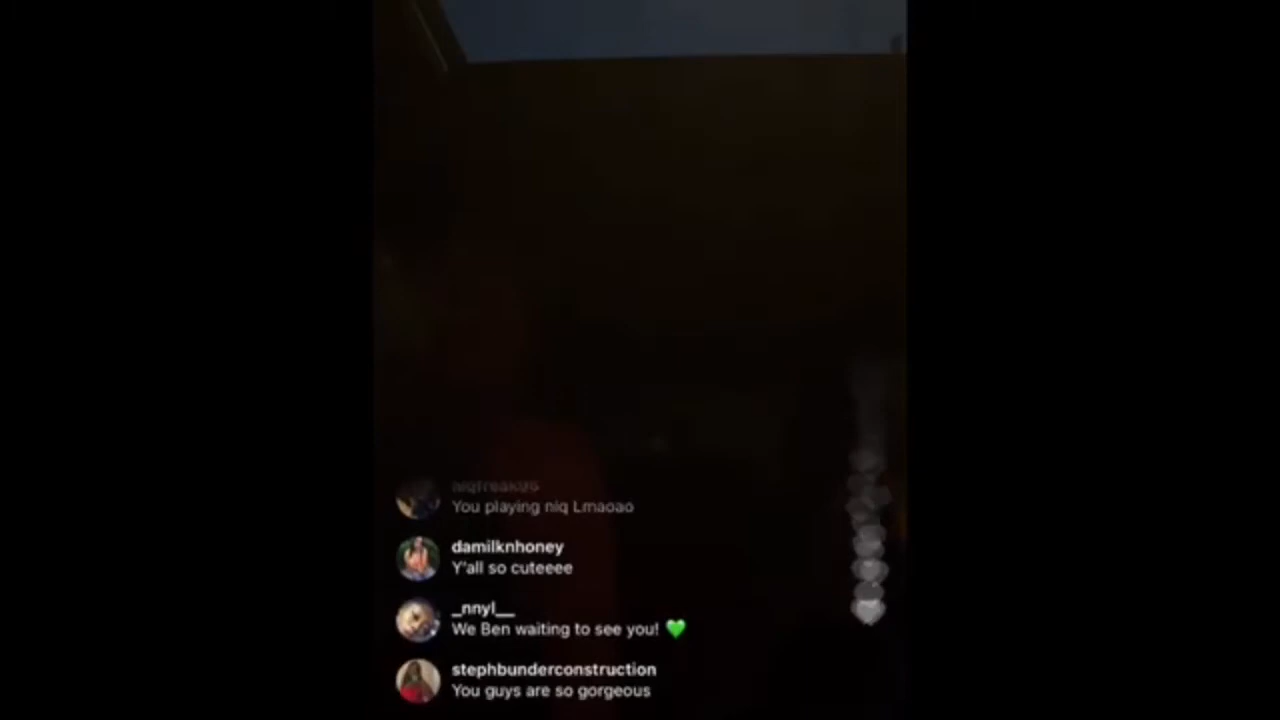 You playing nlq Lmaoao
damilknhoney
Y'all so cuteeee
_nnyl__
We Ben waiting to see you! 💚
stephbunderconstruction
You guys are so gorgeous